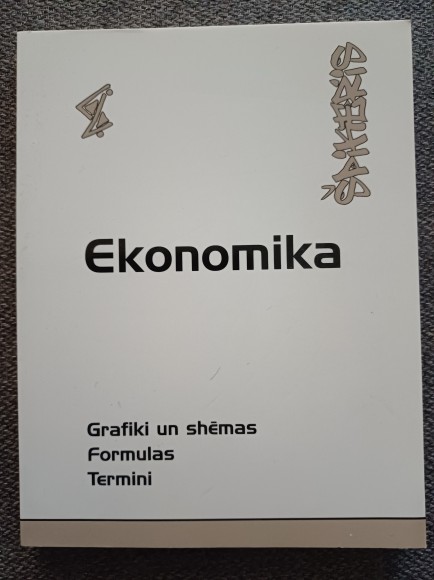 Ekonomika
Grafiki un shēmas
Formulas
Termini